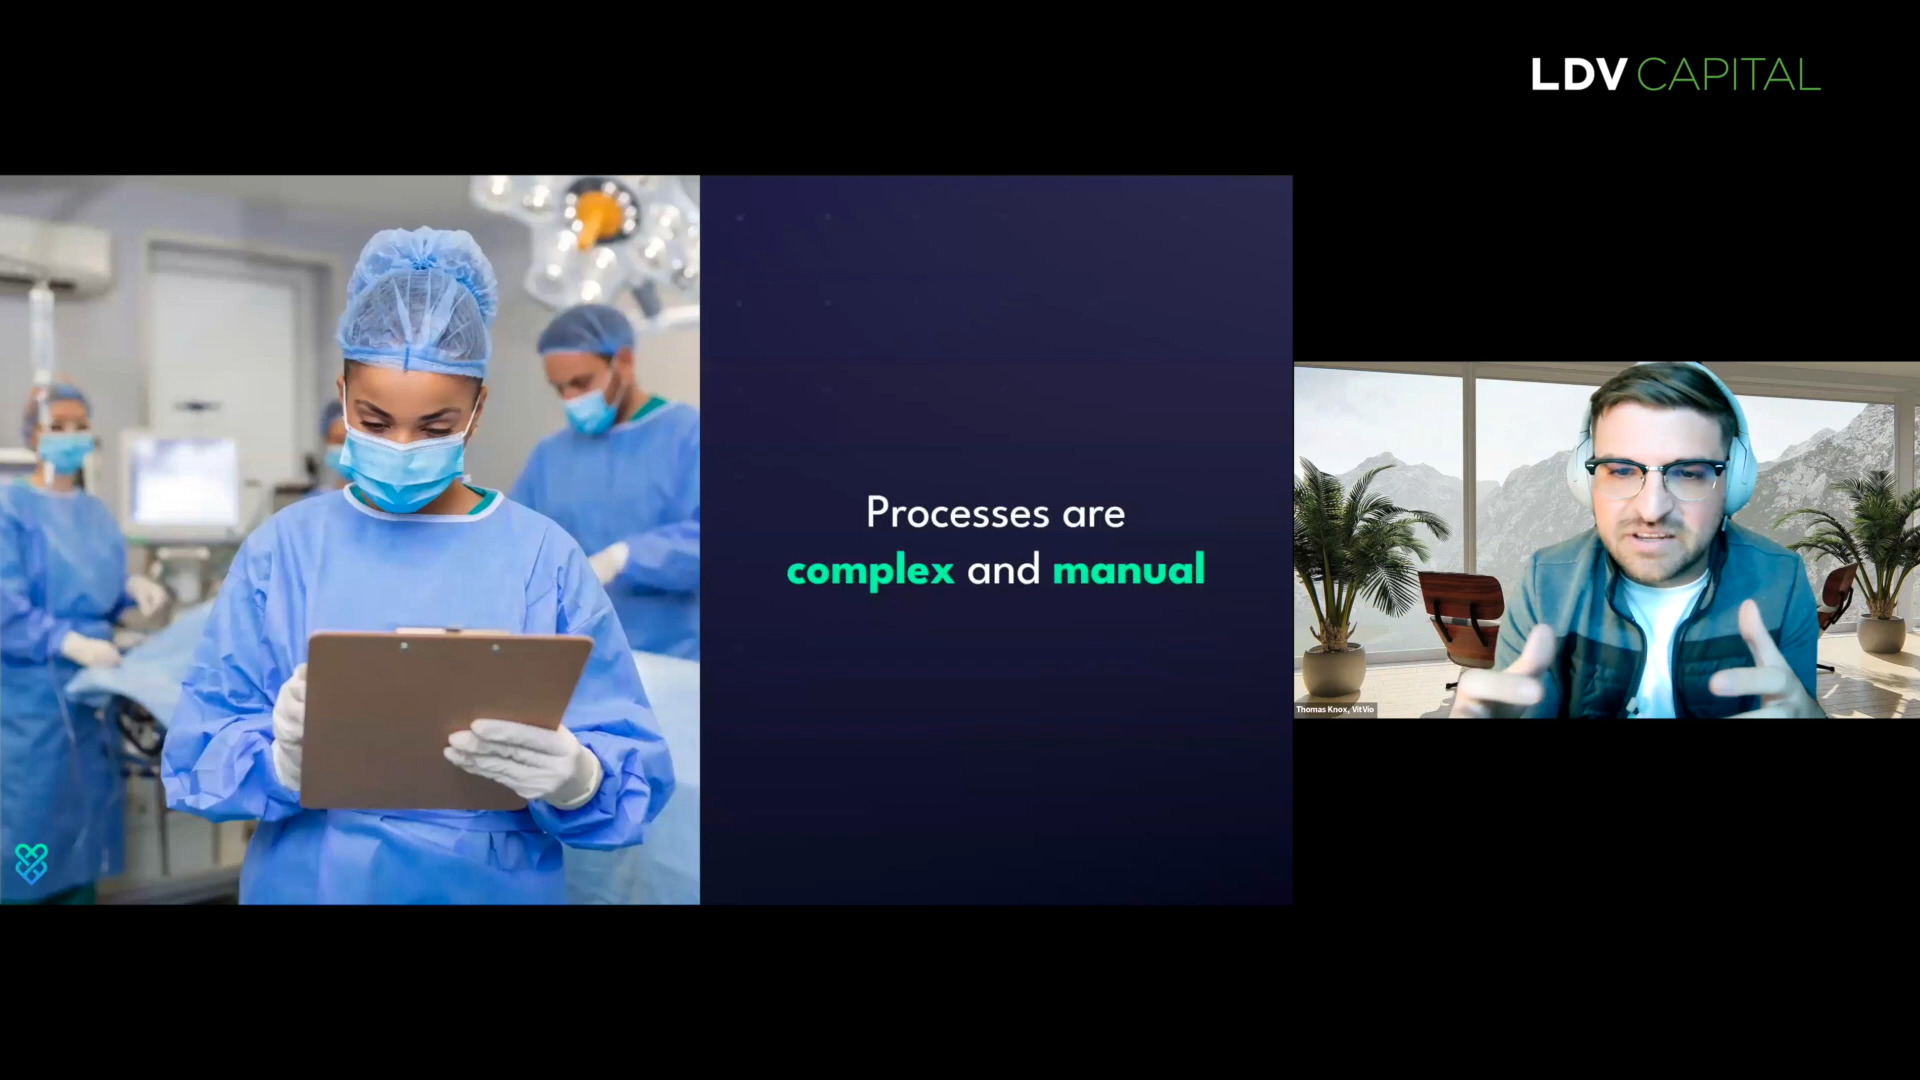 LDV CAPITAL
Processes are
complex and manual
Thomas Knox, VitVio